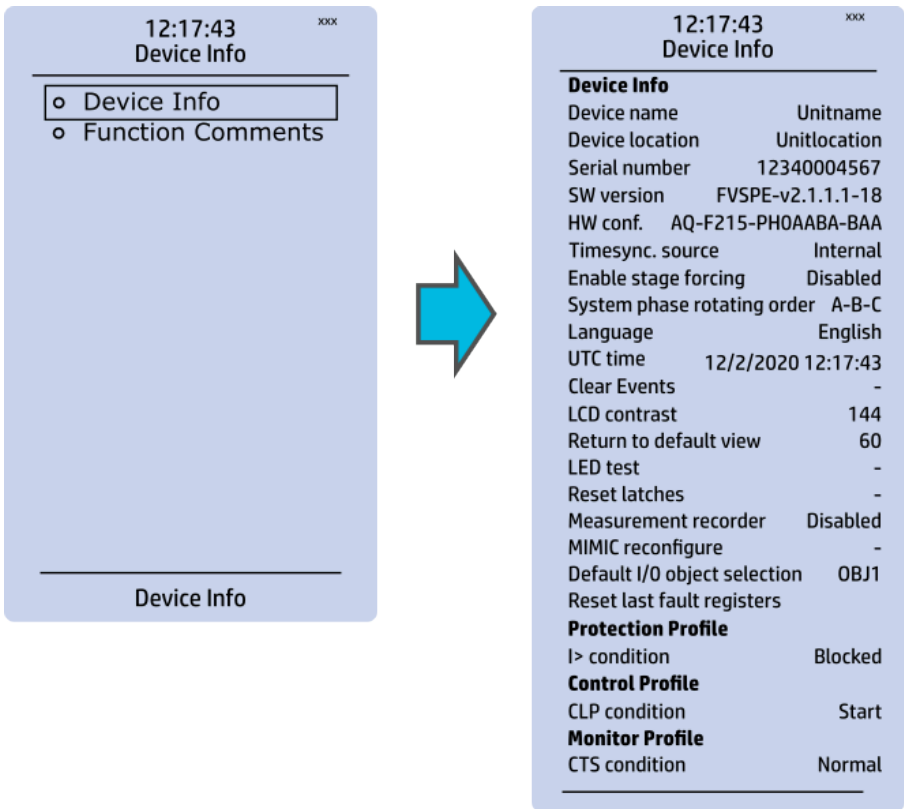 12:17:43 xxx
Device Info
Device Info
Function Comments
Device Info
12:17:43 xxx
Device Info
Device Info
Device name Unitname
Device location Unitlocation
Serial number 12340004567
SW version FVSPE-v2.1.1.1-18
HW conf. AQ-F215-PH0AABA-BAA
Timesync. source Internal
Enable stage forcing Disabled
System phase rotating order A-B-C
Language English
UTC time 12/2/2020 12:17:43
Clear Events -
LCD contrast 144
Return to default view 60
LED test -
Reset latches -
Measurement recorder Disabled
MIMIC reconfigure -
Default I/0 object selection OBJ1
Reset last fault registers
Protection Profile
I> condition Blocked
Control Profile
CLP condition Start
Monitor Profile
CTS condition Normal